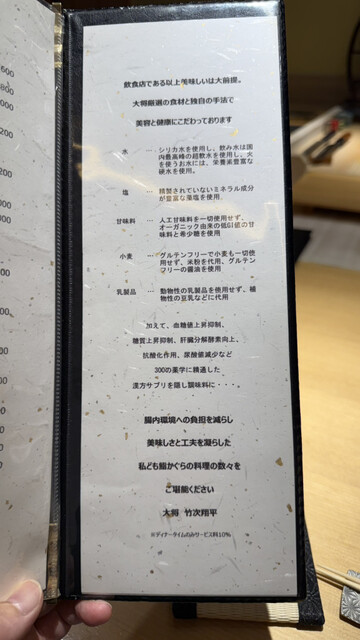 600
800
200
200
飲食店である以上美味しいは大前提。
大将厳選の食材と独自の手法で
美容と健康にこだわっております
水 … シリカ水を使用し、飲み水は国
内最高峰の超軟水を使用し、火
を使うお水には、栄養素豊富な
硬水を使用。
塩 … 精製されていないミネラル成分
が豊富な藻塩を使用
甘味料 … 人工甘味料を一切使用せず、
オーガニック由来の低GI値の甘
味料と希少糖を使用
小麦 … グルテンフリーで小麦も一切使
用せず、米粉を代用、グルテン
フリーの醤油を使用
乳製品 … 動物性の乳製品を使用せず、植
物性の豆乳などに代用
加えて、血糖値上昇抑制、
糖質上昇抑制、肝臓分解酵素向上、
抗酸化作用、尿酸値減少など
300の薬学に精通した
漢方サプリを隠し調味料に・・・。
腸内環境への負担を減らし
美味しさと工夫を凝らした
私ども鮨かぐらの料理の数々を
ご堪能ください
大将 竹次翔平
※ディナータイムのみサービス料10%